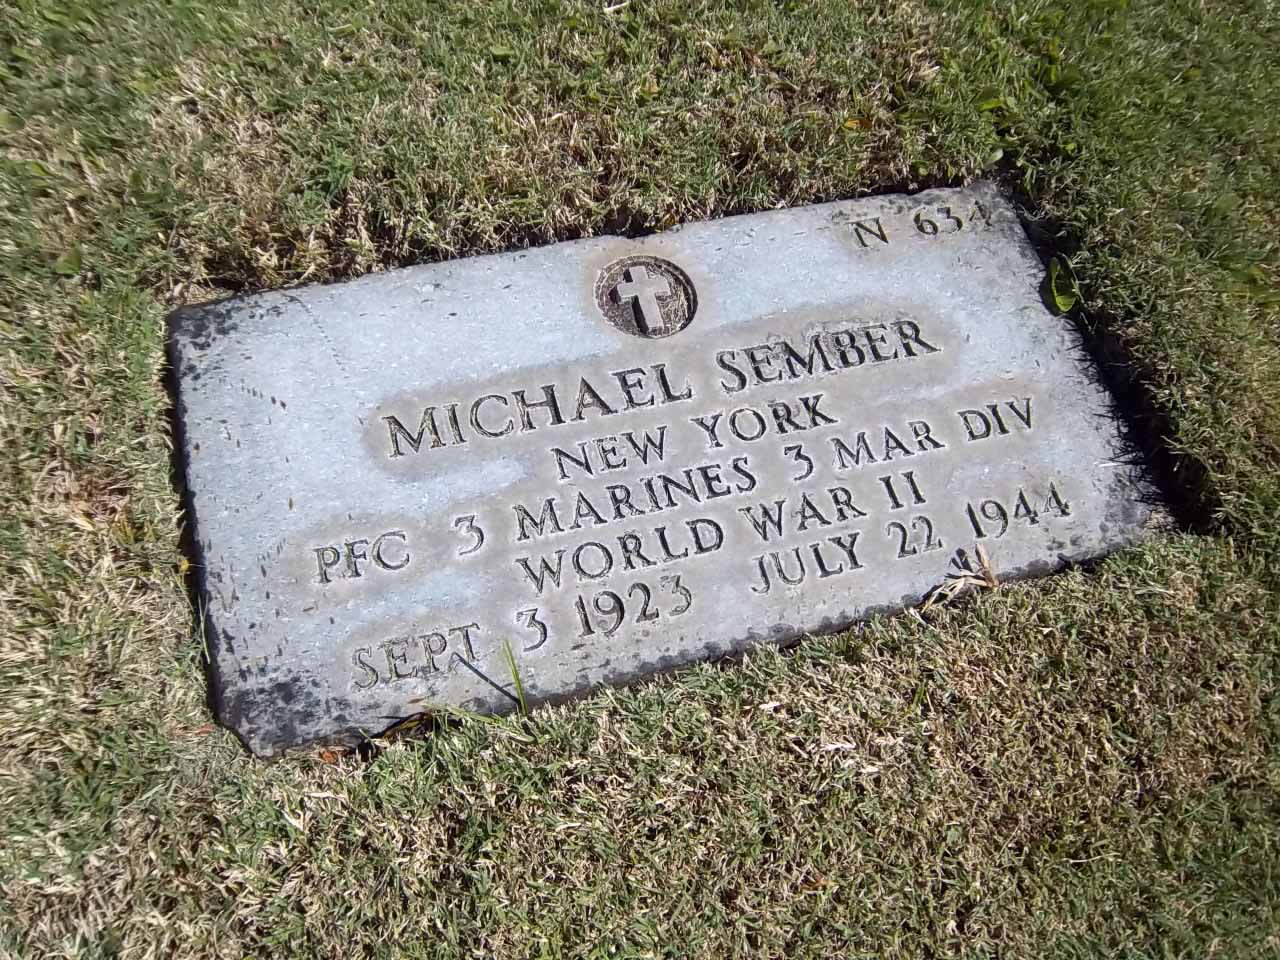 N 634
MICHAEL SEMBER
NEW YORK
PFC 3 MARINES 3 MAR DIV
WORLD WAR II
SEPT 3 1923 JULY 22 1944